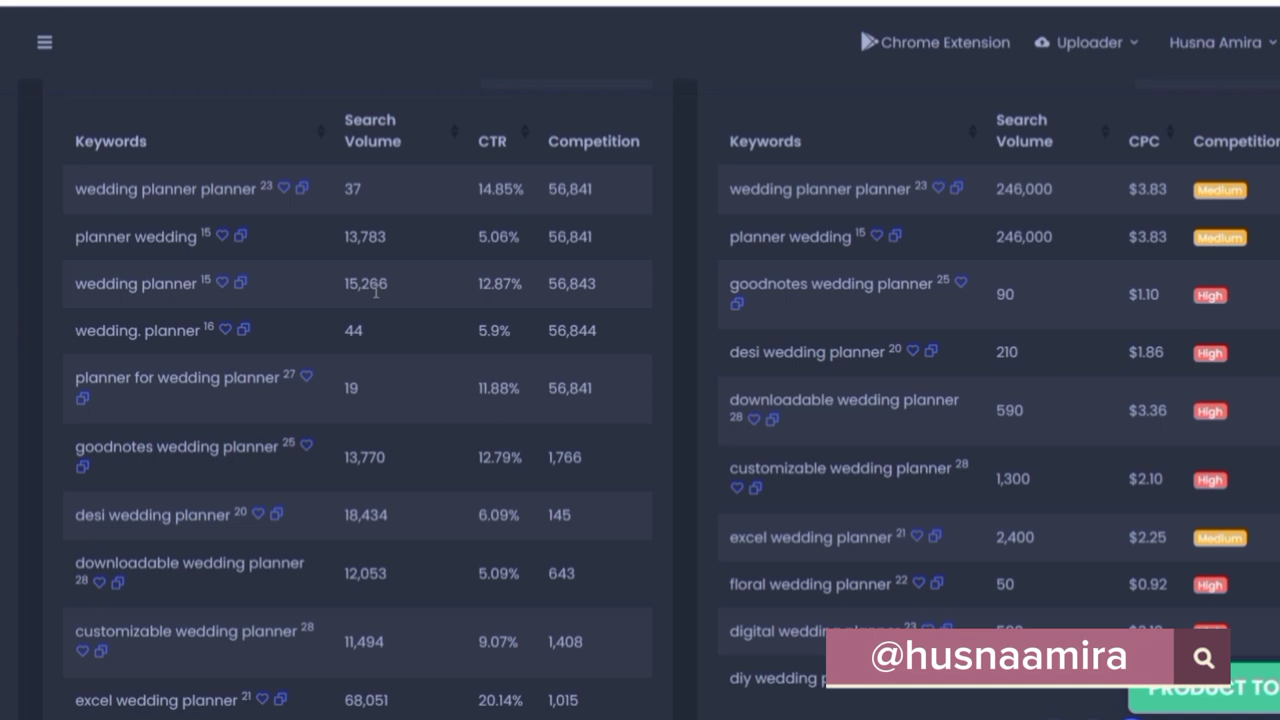 Chrome Extension Uploader Husna Amira
Keywords Search Volume CTR Competition
wedding planner planner 23 37 14.85% 56,841
planner wedding 15 13,783 5.06% 56,841
wedding planner 15 15,266 12.87% 56,843
wedding. planner 16 44 5.9% 56,844
planner for wedding planner 27 19 11.88% 56,841
goodnotes wedding planner 25 13,770 12.79% 1,766
desi wedding planner 20 18,434 6.09% 145
downloadable wedding planner 28 12,053 5.09% 643
customizable wedding planner 28 11,494 9.07% 1,408
excel wedding planner 21 68,051 20.14% 1,015
Keywords Search Volume CPC Competition
wedding planner planner 23 246,000 $3.83 Medium
planner wedding 15 246,000 $3.83 Medium
goodnotes wedding planner 25 90 $1.10 High
desi wedding planner 20 210 $1.86 High
downloadable wedding planner 28 590 $3.36 High
customizable wedding planner 28 1,300 $2.10 High
excel wedding planner 21 2,400 $2.25 Medium
floral wedding planner 22 50 $0.92 High
digital wedding planner 23
diy wedding
@husnaamira
PRODUCT TO